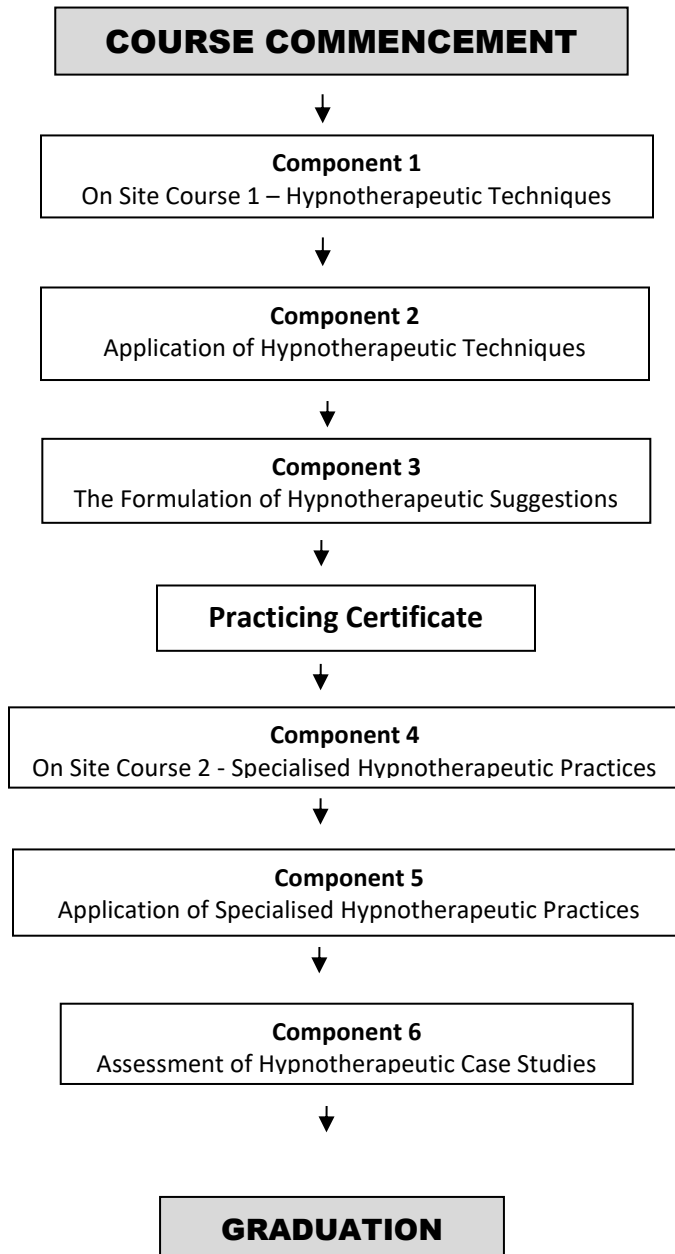 COURSE COMMENCEMENT
Component 1
On Site Course 1 – Hypnotherapeutic Techniques
Component 2
Application of Hypnotherapeutic Techniques
Component 3
The Formulation of Hypnotherapeutic Suggestions
Practicing Certificate
Component 4
On Site Course 2 - Specialised Hypnotherapeutic Practices
Component 5
Application of Specialised Hypnotherapeutic Practices
Component 6
Assessment of Hypnotherapeutic Case Studies
GRADUATION